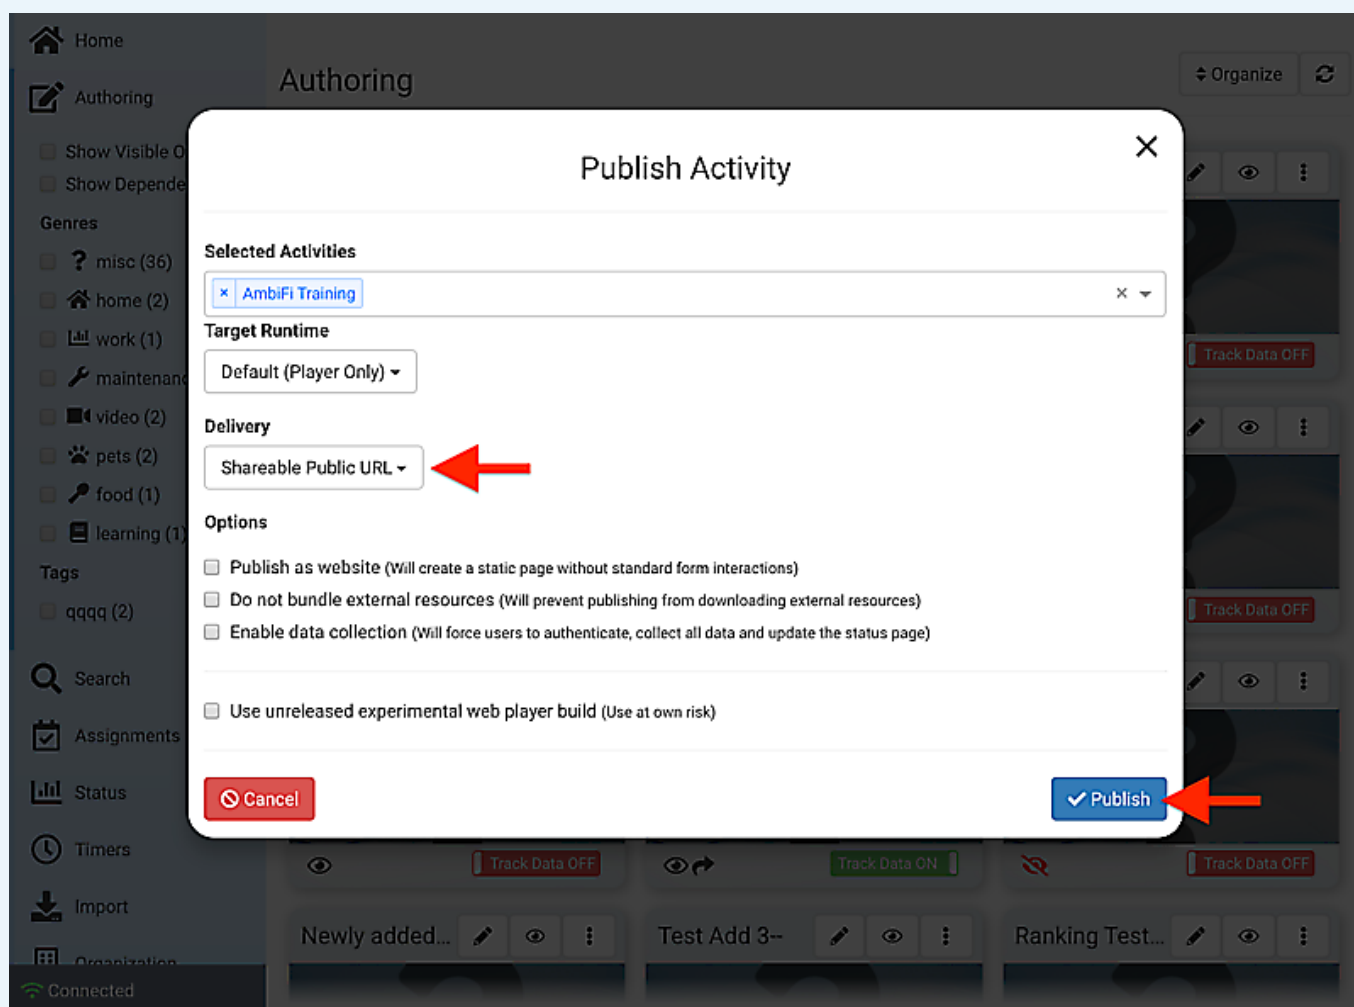 Home
Authoring
Authoring
Organize
Show Visible O
Show Depende
Genres
misc (36)
home (2)
work (1)
maintenanc
video (2)
pets (2)
food (1)
learning (1)
Tags
qqqq (2)
Search
Assignments
Status
Timers
Import
Organization
Connected
Publish Activity
Selected Activities
× AmbiFi Training
Target Runtime
Default (Player Only)
Delivery
Shareable Public URL
Options
Publish as website (Will create a static page without standard form interactions)
Do not bundle external resources (Will prevent publishing from downloading external resources)
Enable data collection (Will force users to authenticate, collect all data and update the status page)
Use unreleased experimental web player build (Use at own risk)
Cancel
Publish
Track Data OFF
Track Data OFF
Track Data OFF
Track Data ON
Track Data OFF
Newly added...
Test Add 3--
Ranking Test...